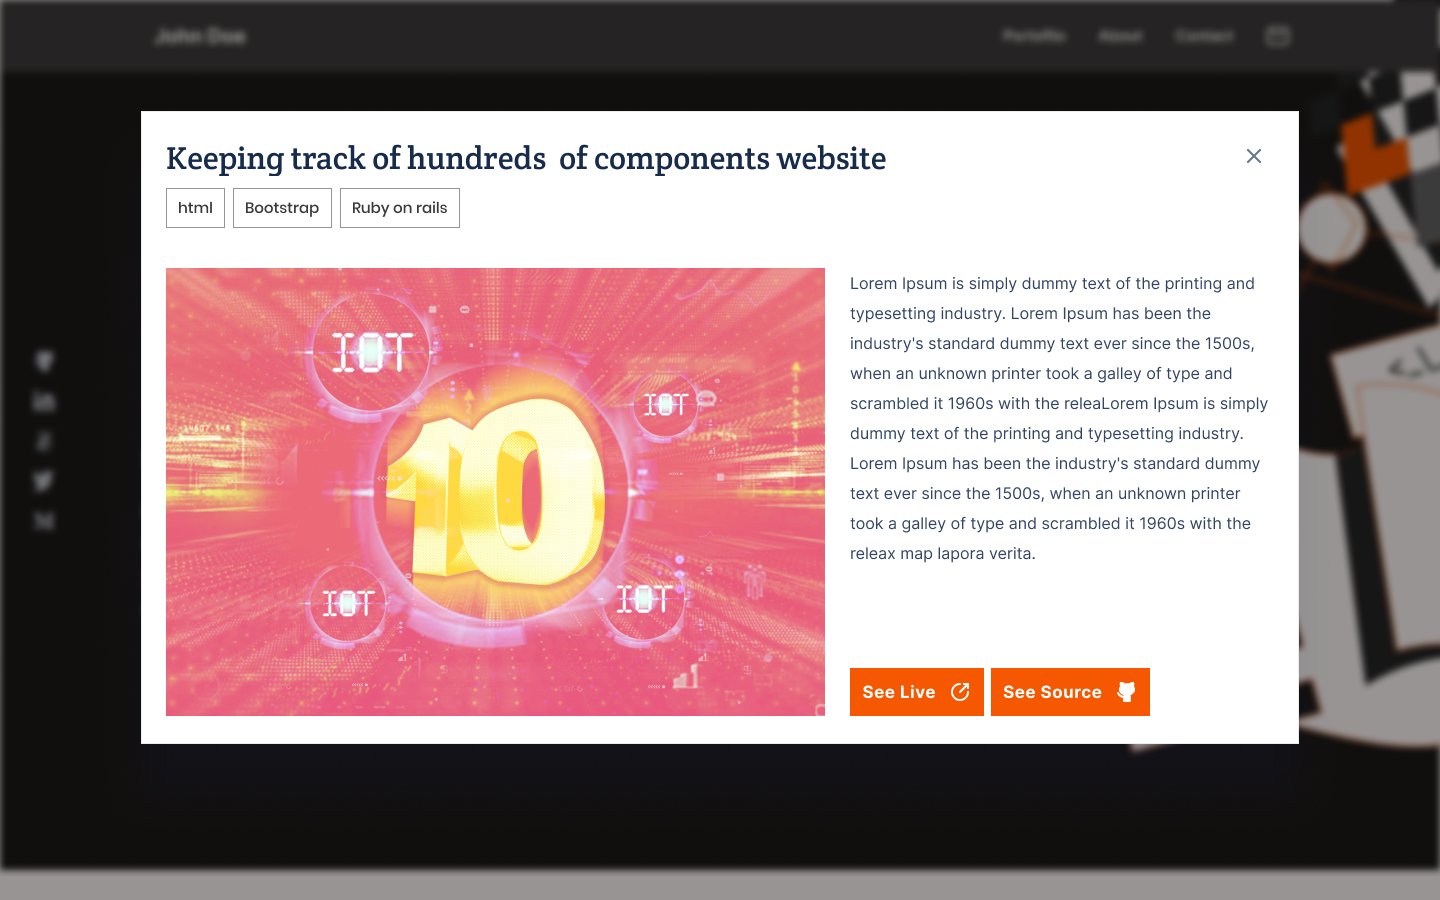 John Doe
Portfolio About Contact
Keeping track of hundreds  of components website
html Bootstrap Ruby on rails
IOT
IOT
10
IOT
IOT
Lorem Ipsum is simply dummy text of the printing and
typesetting industry. Lorem Ipsum has been the
industry's standard dummy text ever since the 1500s,
when an unknown printer took a galley of type and
scrambled it 1960s with the releaLorem Ipsum is simply
dummy text of the printing and typesetting industry.
Lorem Ipsum has been the industry's standard dummy
text ever since the 1500s, when an unknown printer
took a galley of type and scrambled it 1960s with the
releax map lapora verita.
See Live
See Source